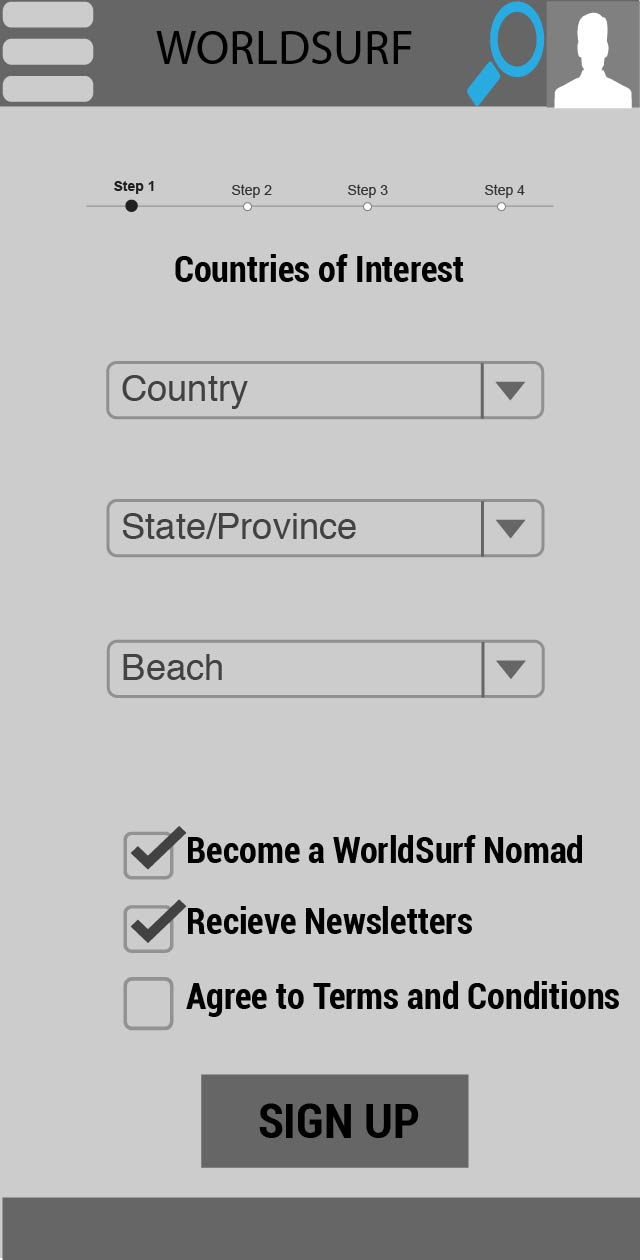 WORLDSURF
Step 1 Step 2 Step 3 Step 4
Countries of Interest
Country
State/Province
Beach
Become a WorldSurf Nomad
Recieve Newsletters
Agree to Terms and Conditions
SIGN UP